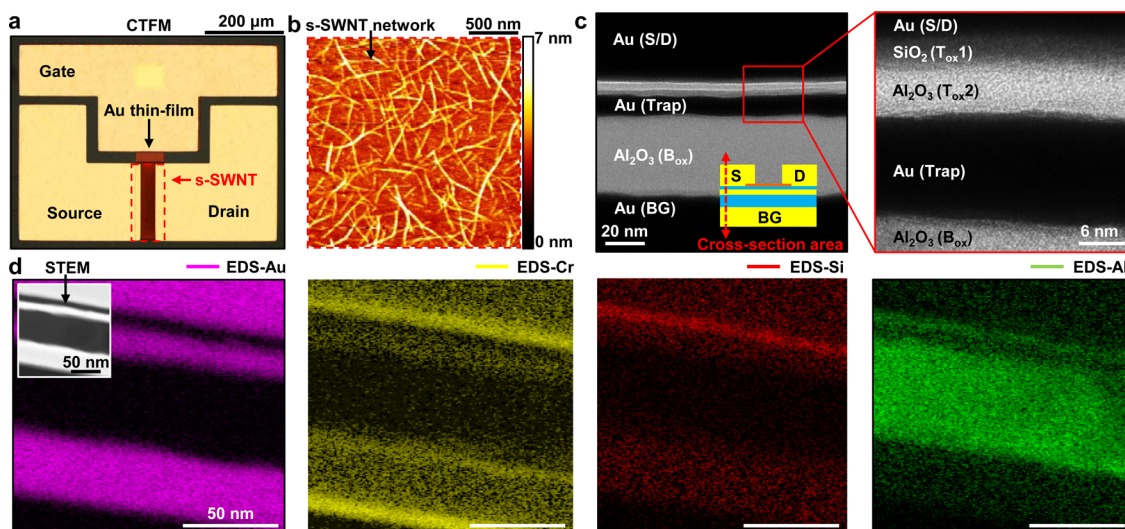 a
CTFM
200 µm
Gate
Au thin-film
s-SWNT
Source
Drain
b
s-SWNT network
500 nm
7 nm
0 nm
c
Au (S/D)
Au (Trap)
Al₂O₃ (Bₒₓ)
Au (BG)
20 nm
S
D
BG
Cross-section area
Au (S/D)
SiO₂ (Tₒₓ1)
Al₂O₃ (Tₒₓ2)
Au (Trap)
Al₂O₃ (Bₒₓ)
6 nm
d
STEM
50 nm
EDS-Au
50 nm
EDS-Cr
EDS-Si
EDS-Al